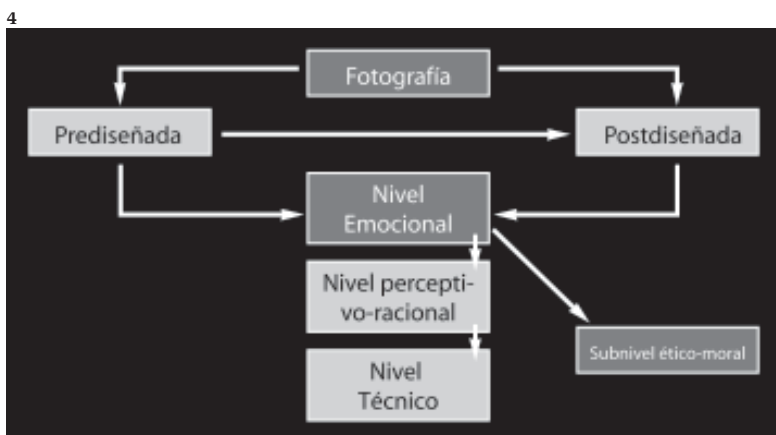 4
Fotografía
Prediseñada
Postdiseñada
Nivel
Emocional
Nivel percepti-
vo-racional
Subnivel ético-moral
Nivel
Técnico